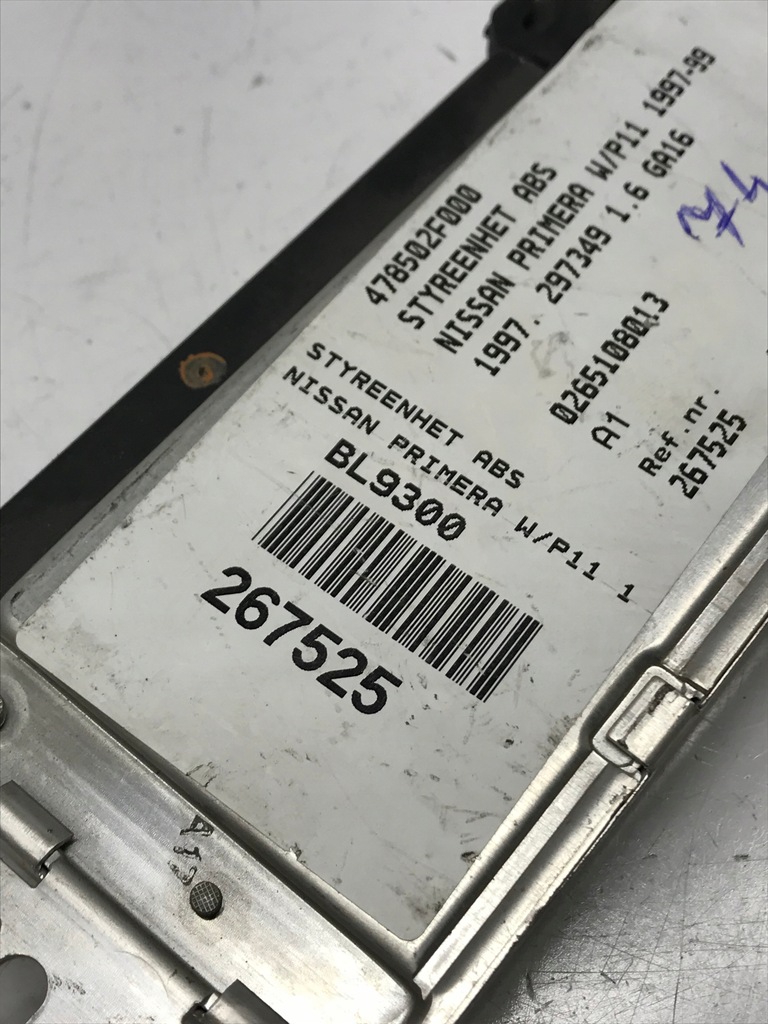 478502F000
STYREENHET ABS
NISSAN PRIMERA W/P11 1997-99
1997. 297349 1.6 GA16
0265108013
A1
Ref.nr.
267525
74
STYREENHET ABS
NISSAN PRIMERA W/P11 1
BL9300
267525